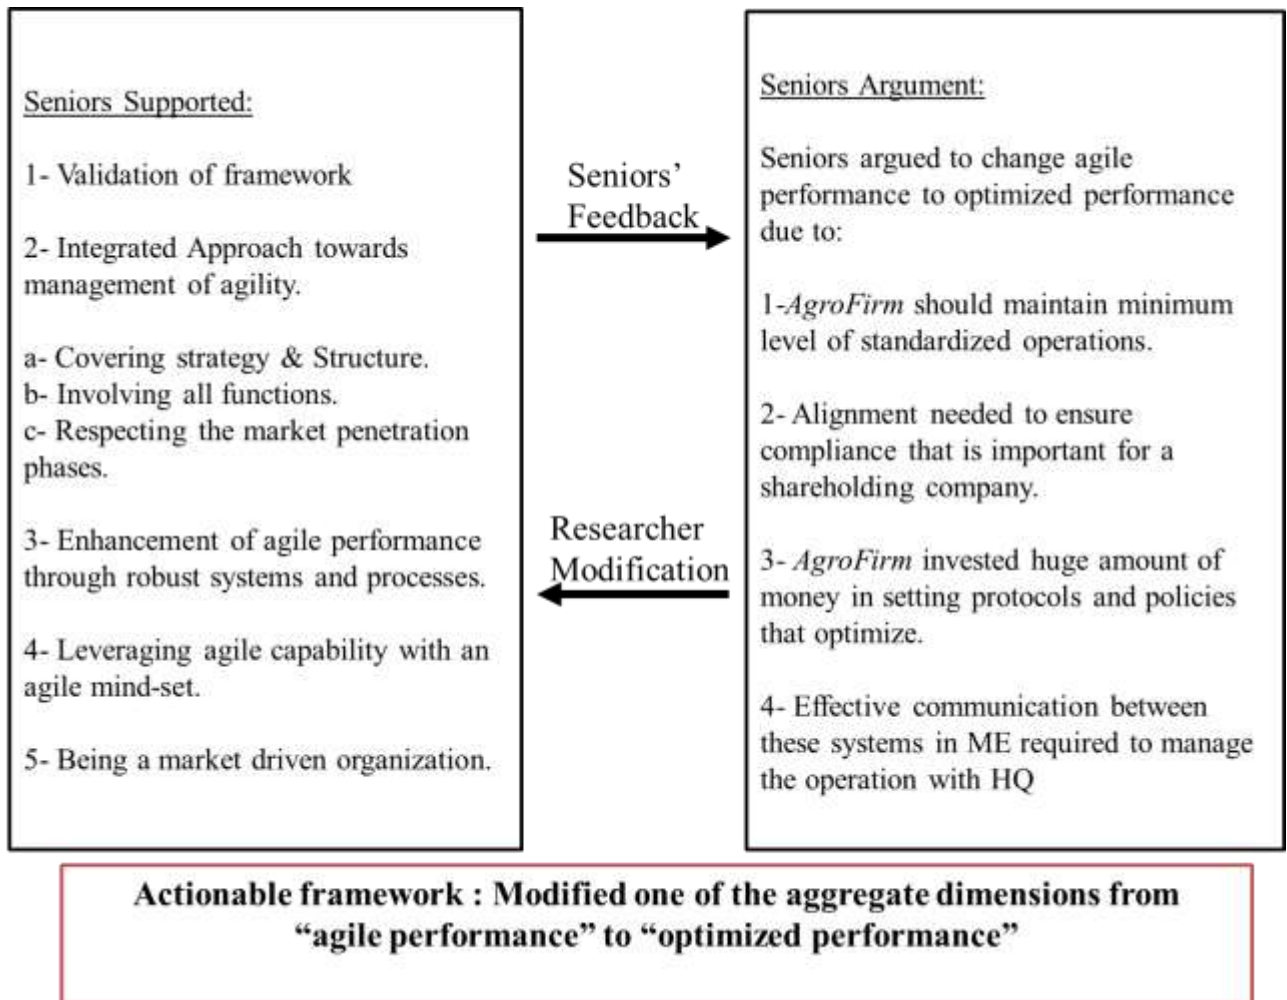 Seniors Supported:
1- Validation of framework
2- Integrated Approach towards
management of agility.
a- Covering strategy & Structure.
b- Involving all functions.
c- Respecting the market penetration
phases.
3- Enhancement of agile performance
through robust systems and processes.
4- Leveraging agile capability with an
agile mind-set.
5- Being a market driven organization.
Seniors’
Feedback
Researcher
Modification
Seniors Argument:
Seniors argued to change agile
performance to optimized performance
due to:
1-AgroFirm should maintain minimum
level of standardized operations.
2- Alignment needed to ensure
compliance that is important for a
shareholding company.
3- AgroFirm invested huge amount of
money in setting protocols and policies
that optimize.
4- Effective communication between
these systems in ME required to manage
the operation with HQ
Actionable framework : Modified one of the aggregate dimensions from
“agile performance” to “optimized performance”